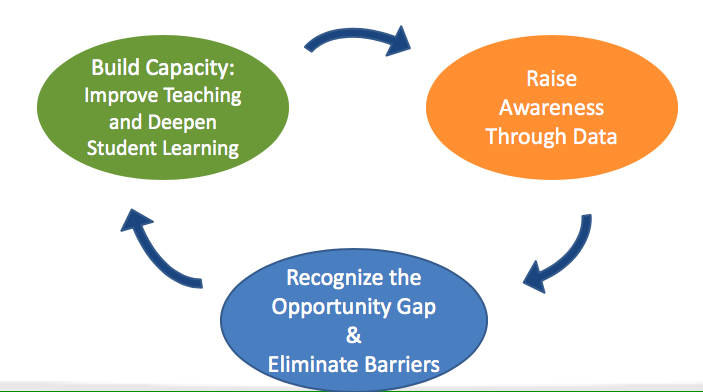 Build Capacity:
Improve Teaching
and Deepen
Student Learning
Raise
Awareness
Through Data
Recognize the
Opportunity Gap
&
Eliminate Barriers